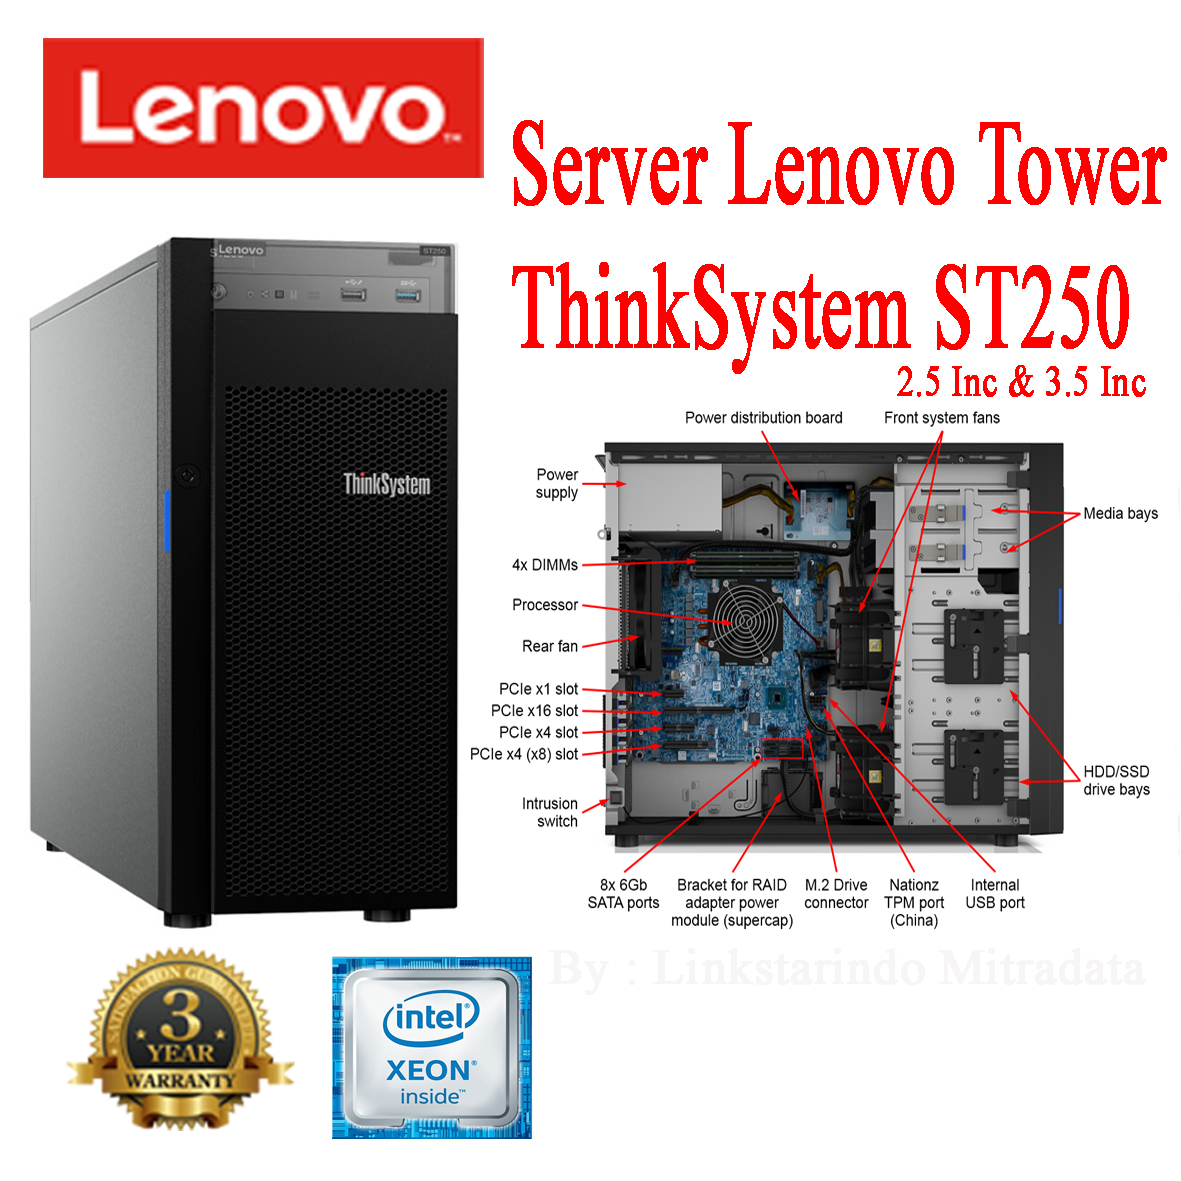 Lenovo™
Server Lenovo Tower
ThinkSystem ST250
2.5 Inc & 3.5 Inc
Lenovo
ST250
ThinkSystem
Power distribution board
Front system fans
Power
supply
Media bays
4x DIMMs
Processor
Rear fan
PCIe x1 slot
PCIe x16 slot
PCIe x4 slot
PCIe x4 (x8) slot
HDD/SSD
drive bays
Intrusion
switch
8x 6Gb
SATA ports
Bracket for RAID
adapter power
module (supercap)
M.2 Drive
connector
Nationz
TPM port
(China)
Internal
USB port
By : Linkstarindo Mitradata
SATISFACTION GUARANTEED
3
YEAR
WARRANTY
intel®
XEON®
inside™